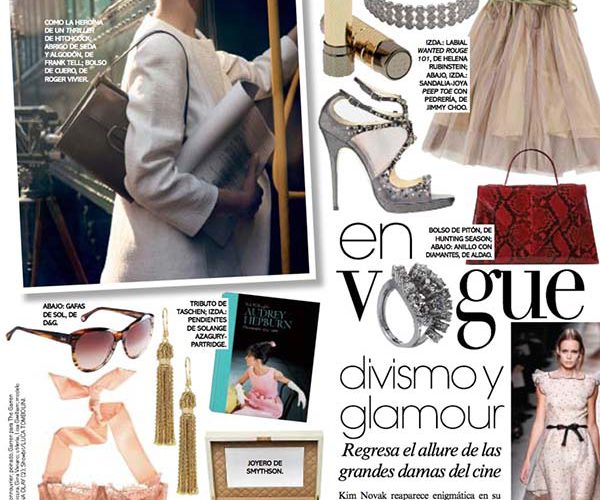 COMO LA HEROÍNA
DE UN THRILLER
DE HITCHCOCK:
ABRIGO DE SEDA
Y ALGODÓN, DE
FRANK TELL; BOLSO
DE CUERO, DE
ROGER VIVIER.
IZDA.: LABIAL
WANTED ROUGE
101, DE HELENA
RUBINSTEIN;
ABAJO, IZDA.:
SANDALIA-JOYA
PEEP TOE CON
PEDRERÍA, DE
JIMMY CHOO.
BOLSO DE PITÓN, DE
HUNTING SEASON;
ABAJO: ANILLO CON
DIAMANTES, DE ALDAO.
en
vogue
divismo y
glamour
Regresa el allure de las
grandes damas del cine
Kim Novak reaparece enigmática en su
ABAJO: GAFAS
DE SOL, DE
D&G.
TRIBUTO DE
TASCHEN; IZDA.:
PENDIENTES
DE SOLANGE
AZAGURY-
PARTRIDGE.
AUDREY
HEPBURN
JOYERO DE
SMYTHSON.